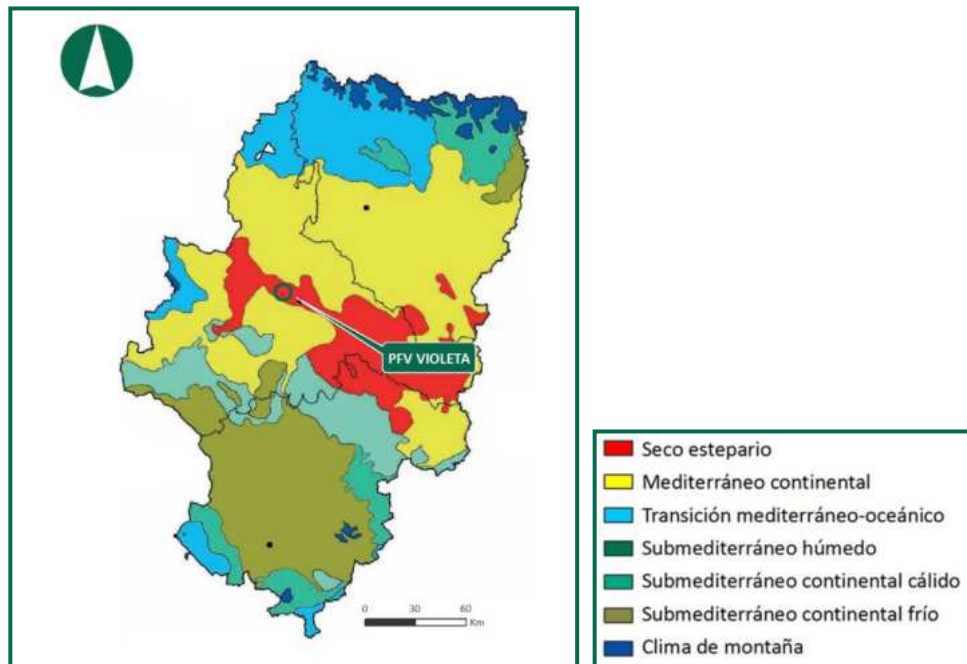 PFV VIOLETA
0 30 60
Km
Seco estepario
Mediterráneo continental
Transición mediterráneo-oceánico
Submediterráneo húmedo
Submediterráneo continental cálido
Submediterráneo continental frío
Clima de montaña